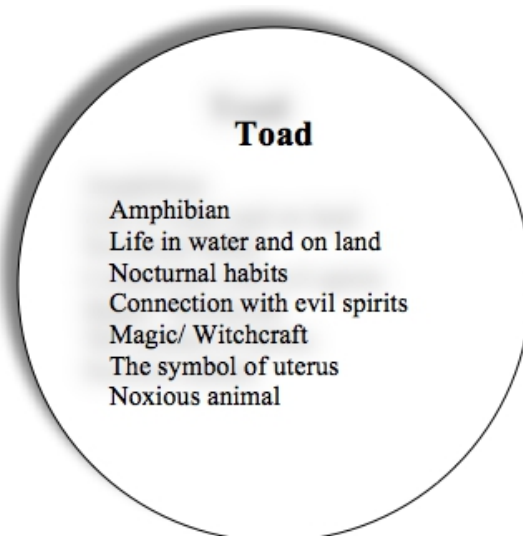 Toad
Amphibian
Life in water and on land
Nocturnal habits
Connection with evil spirits
Magic/ Witchcraft
The symbol of uterus
Noxious animal